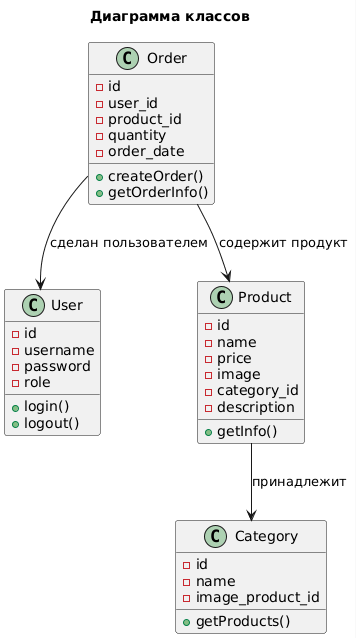 Диаграмма классов
C Order
id
user_id
product_id
quantity
order_date
createOrder()
getOrderInfo()
сделан пользователем
содержит продукт
C User
id
username
password
role
login()
logout()
C Product
id
name
price
image
category_id
description
getInfo()
принадлежит
C Category
id
name
image_product_id
getProducts()